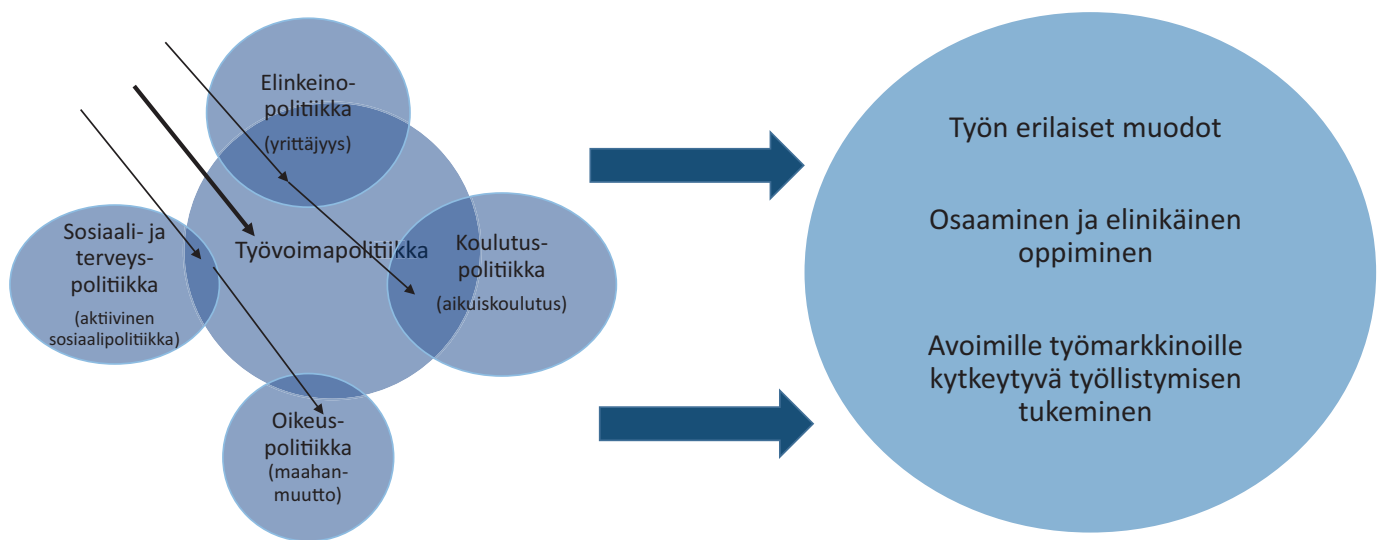 Elinkeino-
politiikka
(yrittäjyys)
Sosiaali- ja
terveys-
politiikka
(aktiivinen
sosiaalipolitiikka)
Työvoimapolitiikka
Koulutus-
politiikka
(aikuiskoulutus)
Oikeus-
politiikka
(maahan-
muutto)
Työn erilaiset muodot
Osaaminen ja elinikäinen
oppiminen
Avoimille työmarkkinoille
kytkeytyvä työllistymisen
tukeminen